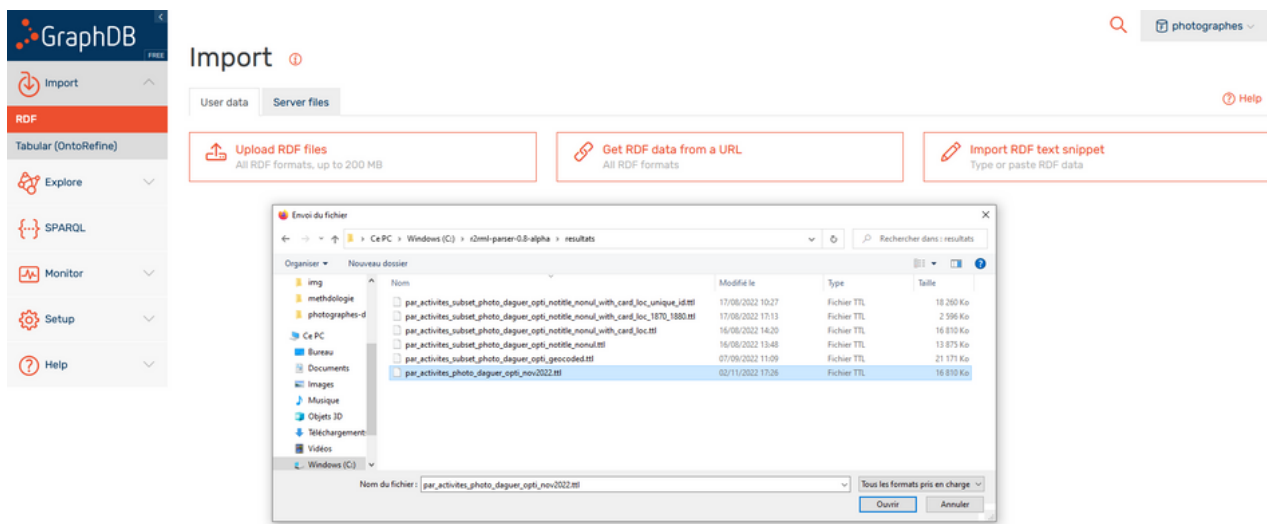 GraphDB
FREE
photographes
Import
Import
User data
Server files
Help
RDF
Tabular (OntoRefine)
Upload RDF files
All RDF formats, up to 200 MB
Get RDF data from a URL
All RDF formats
Import RDF text snippet
Type or paste RDF data
Explore
SPARQL
Monitor
Setup
Help
Envoi du fichier
Ce PC > Windows (C:) > r2rml-parser-0.8-alpha > resultats
Rechercher dans : resultats
Organiser
Nouveau dossier
img
methdologie
photographes-d
Ce PC
Bureau
Documents
Images
Musique
Objets 3D
Téléchargement
Vidéos
Windows (C:)
Nom Modifié le Type Taille
par_activites_subset_photo_daguer_opti_notitle_nonul_with_card_loc_unique_id.ttl 17/08/2022 10:27 Fichier TTL 18 260 Ko
par_activites_subset_photo_daguer_opti_notitle_nonul_with_card_loc_1870_1880.ttl 17/08/2022 17:13 Fichier TTL 2 596 Ko
par_activites_subset_photo_daguer_opti_notitle_nonul_with_card_loc.ttl 16/08/2022 14:20 Fichier TTL 16 810 Ko
par_activites_subset_photo_daguer_opti_notitle_nonul.ttl 16/08/2022 13:48 Fichier TTL 13 875 Ko
par_activites_subset_photo_daguer_opti_geocoded.ttl 07/09/2022 11:09 Fichier TTL 21 171 Ko
par_activites_photo_daguer_opti_nov2022.ttl 02/11/2022 17:26 Fichier TTL 16 810 Ko
Nom du fichier : par_activites_photo_daguer_opti_nov2022.ttl
Tous les formats pris en charge
Ouvrir
Annuler